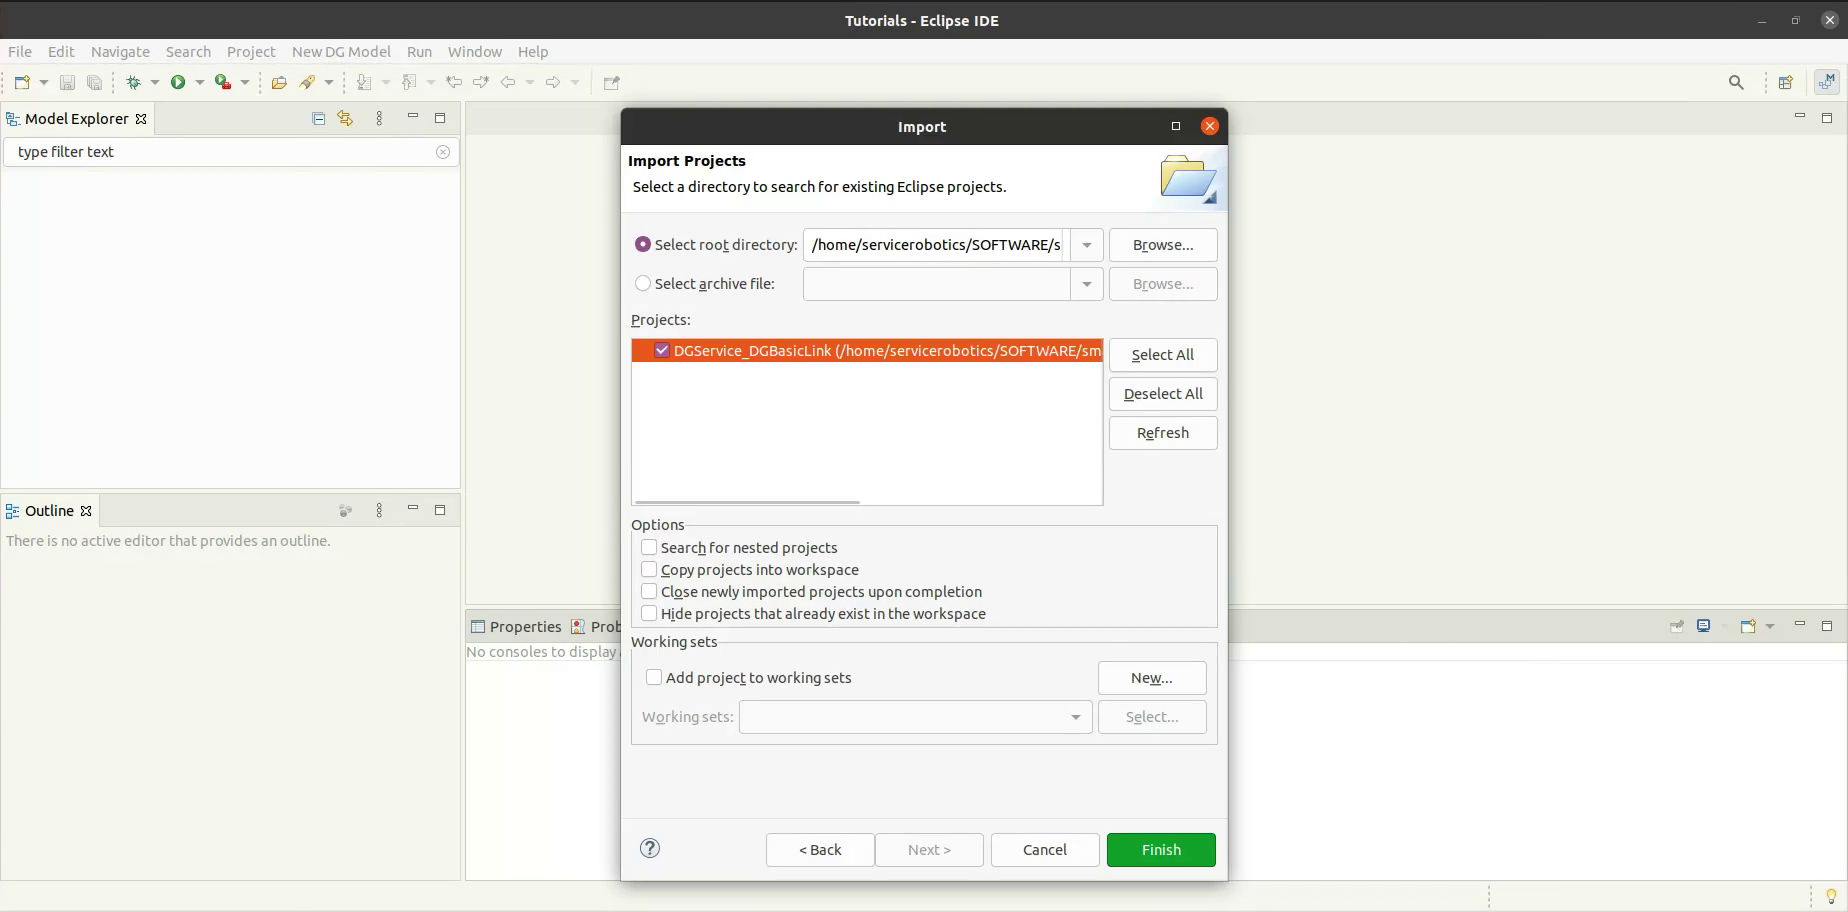 Tutorials - Eclipse IDE
File Edit Navigate Search Project New DG Model Run Window Help
Model Explorer
type filter text
Outline
There is no active editor that provides an outline.
Import
Import Projects
Select a directory to search for existing Eclipse projects.
Select root directory: /home/servicerobotics/SOFTWARE/s Browse...
Select archive file: Browse...
Projects:
DGService_DGBasicLink (/home/servicerobotics/SOFTWARE/sm
Select All
Deselect All
Refresh
Options
Search for nested projects
Copy projects into workspace
Close newly imported projects upon completion
Hide projects that already exist in the workspace
Working sets
Add project to working sets New...
Working sets: Select...
< Back Next > Cancel Finish
Properties Prob
No consoles to display